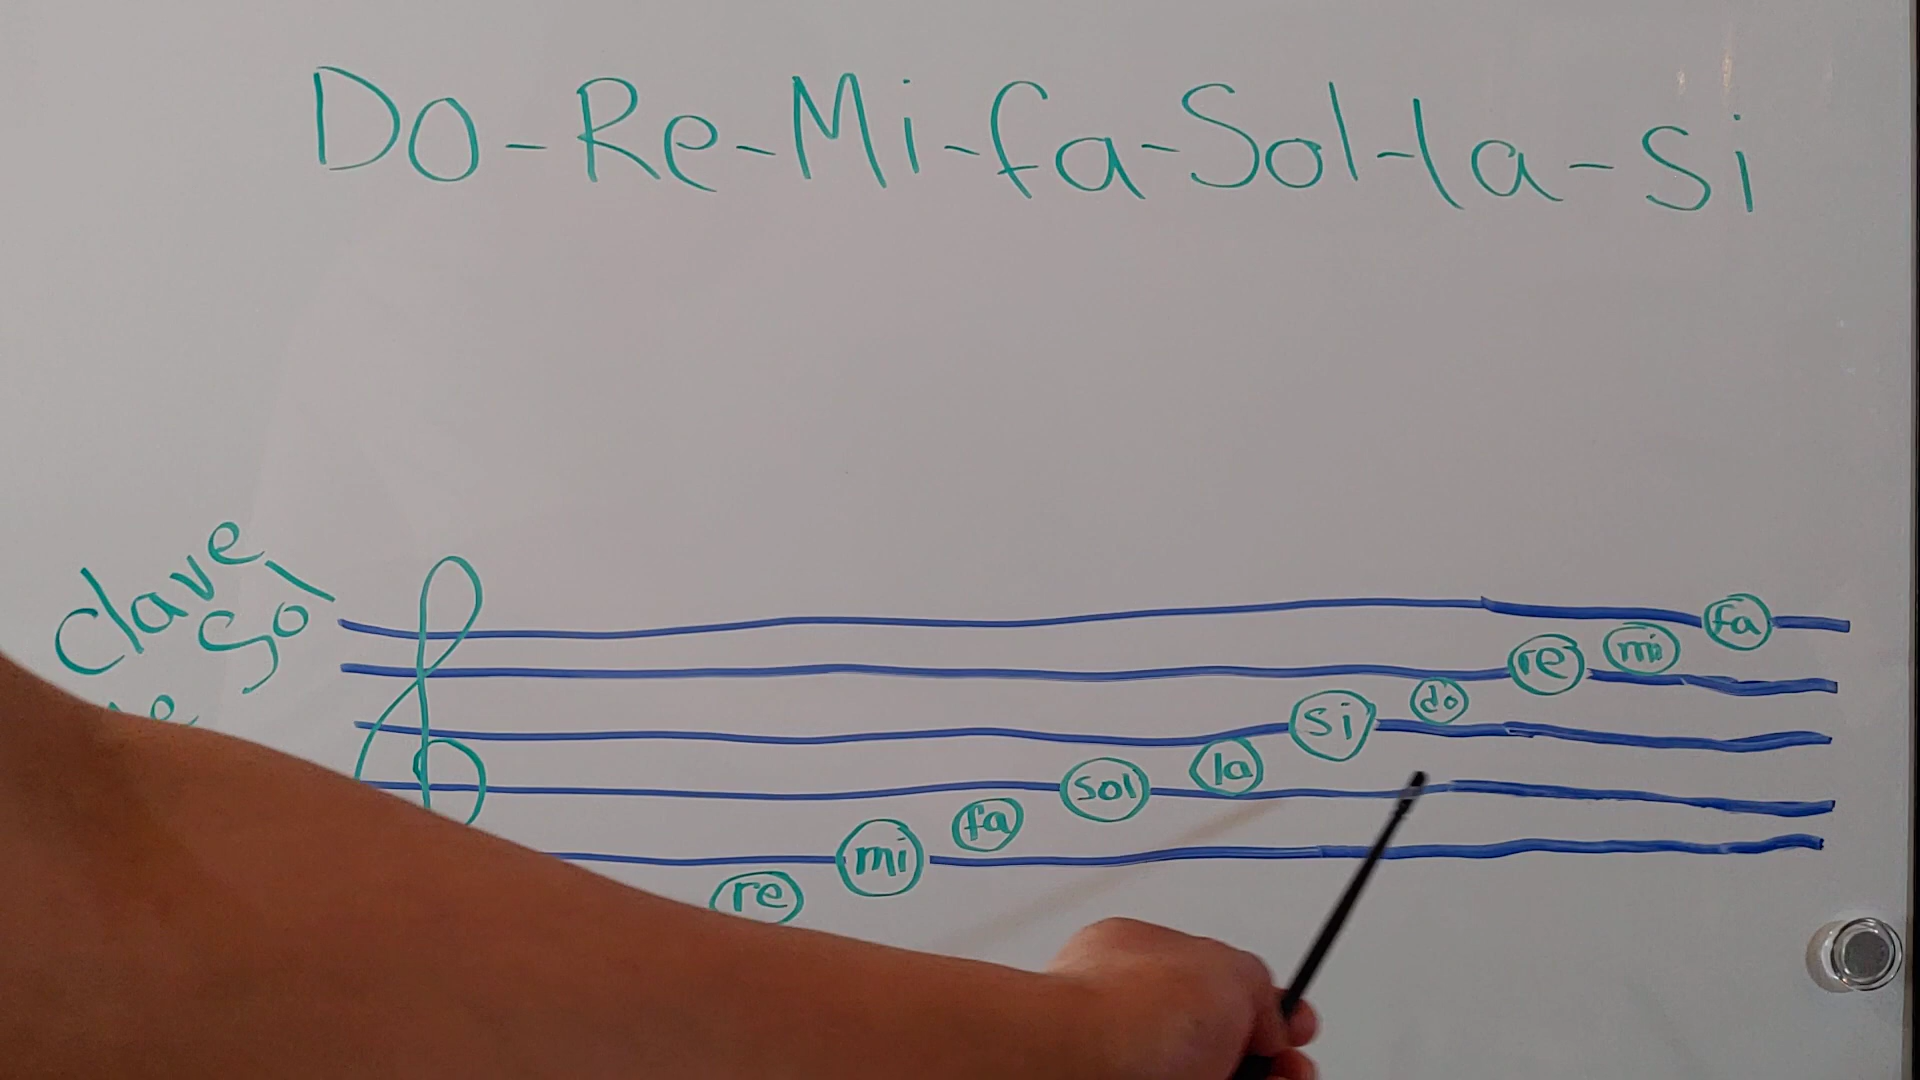 Do-Re-Mi-fa-Sol-la-si
clave
Sol
re mi fa sol la si do re mi fa